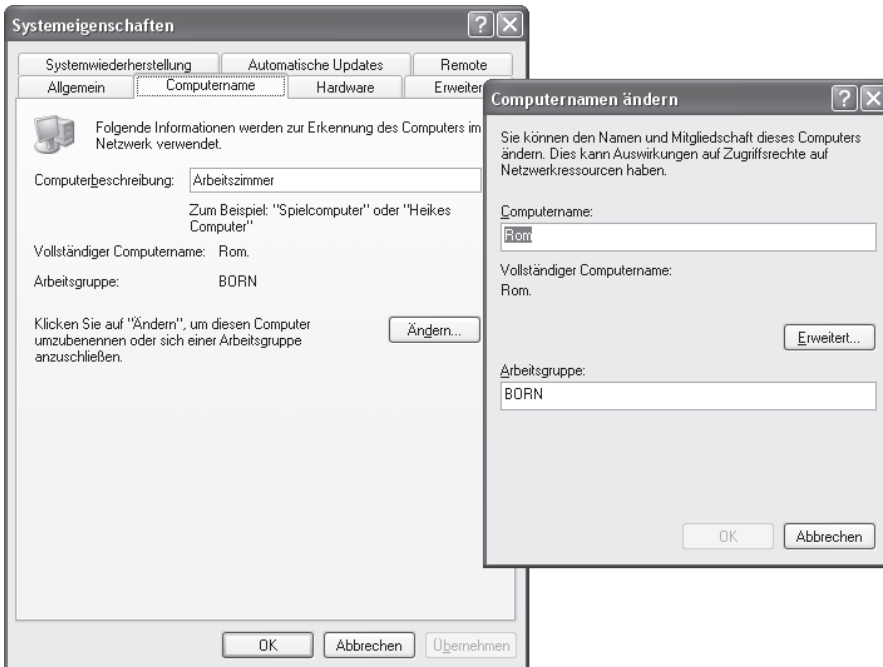 Systemeigenschaften
Systemwiederherstellung
Automatische Updates
Remote
Allgemein
Computername
Hardware
Erweiter
Folgende Informationen werden zur Erkennung des Computers im
Netzwerk verwendet.
Computerbeschreibung:
Arbeitszimmer
Zum Beispiel: "Spielcomputer" oder "Heikes
Computer"
Vollständiger Computername: Rom.
Arbeitsgruppe: BORN
Klicken Sie auf "Ändern", um diesen Computer
umzubenennen oder sich einer Arbeitsgruppe
anzuschließen.
Ändern...
OK
Abbrechen
Übernehmen
Computernamen ändern
Sie können den Namen und Mitgliedschaft dieses Computers
ändern. Dies kann Auswirkungen auf Zugriffsrechte auf
Netzwerkressourcen haben.
Computername:
Rom
Vollständiger Computername:
Rom.
Erweitert...
Arbeitsgruppe:
BORN
OK
Abbrechen